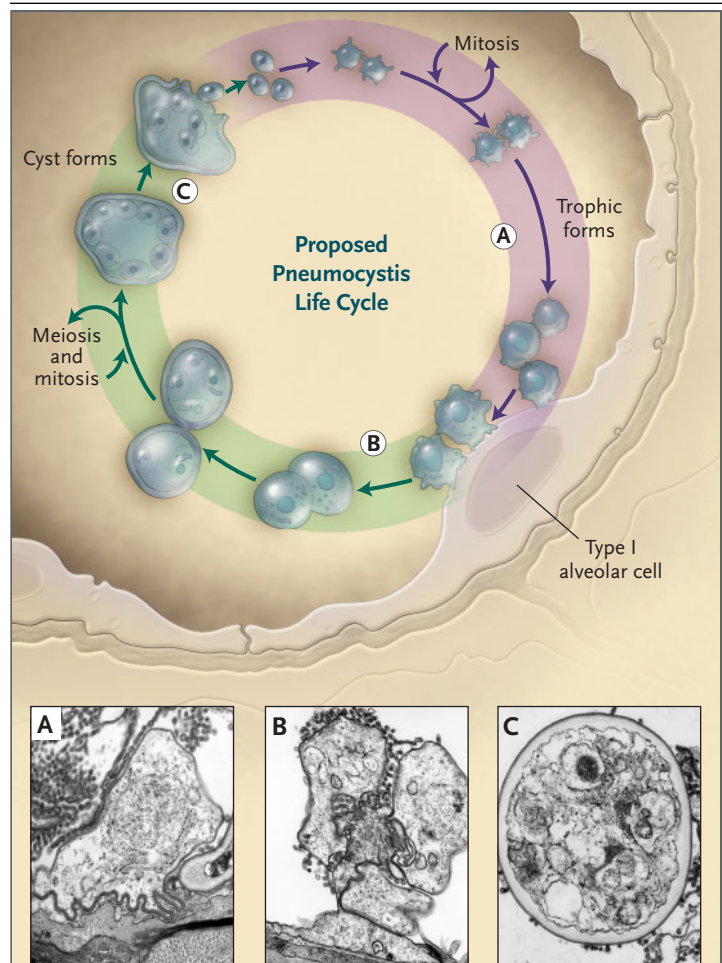 Mitosis
Cyst forms
C
A
Trophic
forms
Proposed
Pneumocystis
Life Cycle
Meiosis
and
mitosis
B
Type I
alveolar cell
A
B
C